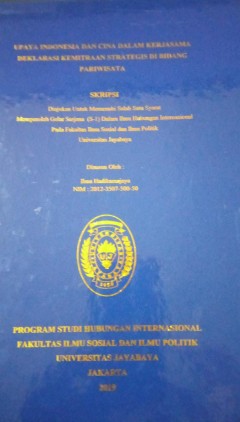 UPAYA INDONESIA DAN CINA DALAM KERJASAMA
DEKLARASI KEMITRAAN STRATEGIS DI BIDANG
PARIWISATA
SKRIPSI
Diajukan Untuk Memenuhi Salah Satu Syarat
Memperoleh Gelar Sarjana (S-1) Dalam Ilmu Hubungan Internasional
Pada Fakultas Ilmu Sosial dan Ilmu Politik
Universitas Jayabaya
Disusun Oleh :
NIM :
PROGRAM STUDI HUBUNGAN INTERNASIONAL
FAKULTAS ILMU SOSIAL DAN ILMU POLITIK
UNIVERSITAS JAYABAYA
JAKARTA